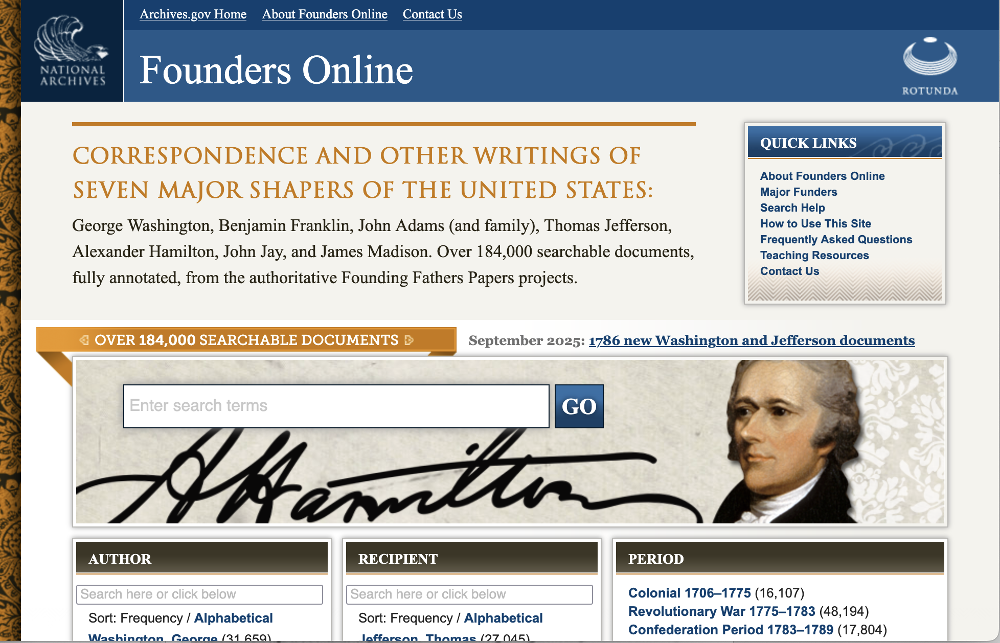 NATIONAL
ARCHIVES
Archives.gov Home About Founders Online Contact Us
Founders Online
ROTUNDA
CORRESPONDENCE AND OTHER WRITINGS OF
SEVEN MAJOR SHAPERS OF THE UNITED STATES:
George Washington, Benjamin Franklin, John Adams (and family), Thomas Jefferson,
Alexander Hamilton, John Jay, and James Madison. Over 184,000 searchable documents,
fully annotated, from the authoritative Founding Fathers Papers projects.
QUICK LINKS
About Founders Online
Major Funders
Search Help
How to Use This Site
Frequently Asked Questions
Teaching Resources
Contact Us
OVER 184,000 SEARCHABLE DOCUMENTS
September 2025: 1786 new Washington and Jefferson documents
Enter search terms
GO
A Hamilton
AUTHOR
Search here or click below
Sort: Frequency / Alphabetical
Washington, George (31,659)
RECIPIENT
Search here or click below
Sort: Frequency / Alphabetical
Jefferson, Thomas (27,045)
PERIOD
Colonial 1706–1775 (16,107)
Revolutionary War 1775–1783 (48,194)
Confederation Period 1783–1789 (17,804)